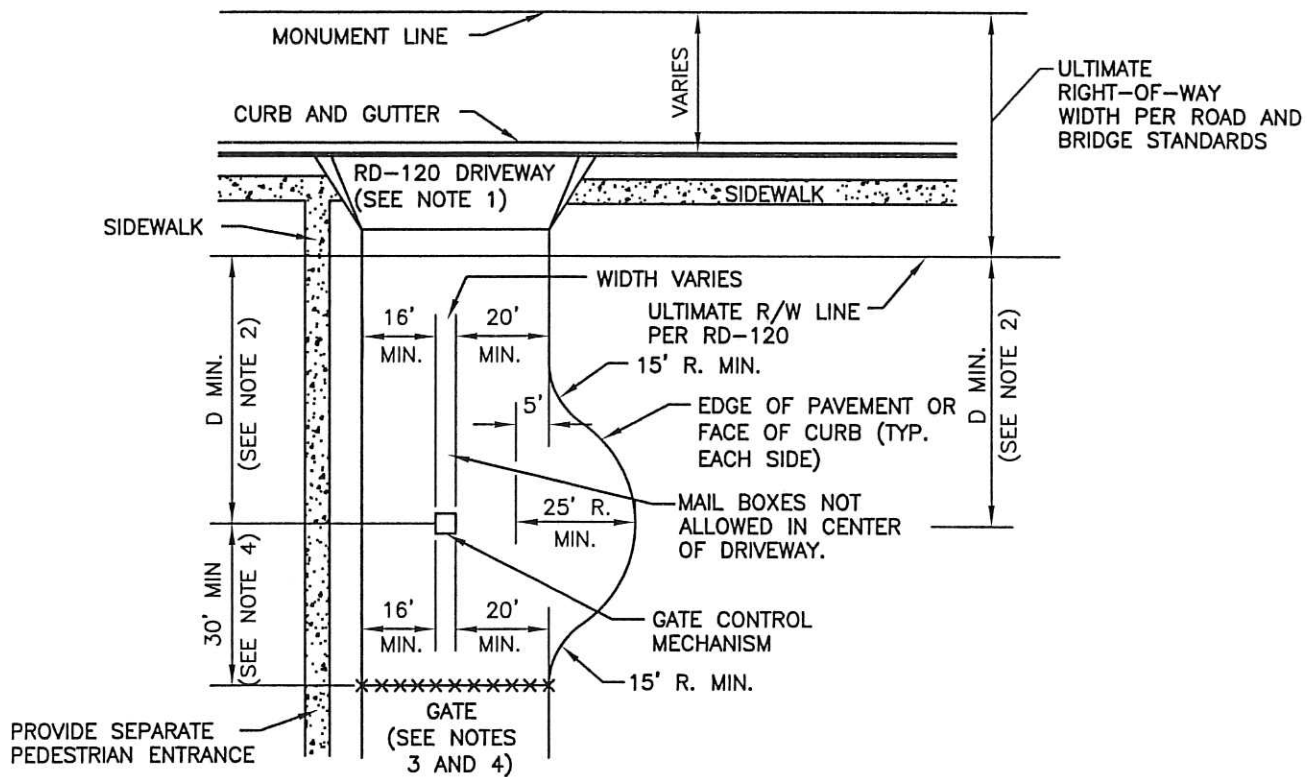 MONUMENT LINE
VARIES
ULTIMATE
RIGHT-OF-WAY
WIDTH PER ROAD AND
BRIDGE STANDARDS
CURB AND GUTTER
RD-120 DRIVEWAY
(SEE NOTE 1)
SIDEWALK
SIDEWALK
WIDTH VARIES
ULTIMATE R/W LINE
PER RD-120
D MIN.
(SEE NOTE 2)
16'
MIN.
20'
MIN.
15' R. MIN.
D MIN.
(SEE NOTE 2)
5'
EDGE OF PAVEMENT OR
FACE OF CURB (TYP.
EACH SIDE)
25' R.
MIN.
MAIL BOXES NOT
ALLOWED IN CENTER
OF DRIVEWAY.
30' MIN
(SEE NOTE 4)
16'
MIN.
20'
MIN.
GATE CONTROL
MECHANISM
15' R. MIN.
GATE
(SEE NOTES
3 AND 4)
PROVIDE SEPARATE
PEDESTRIAN ENTRANCE